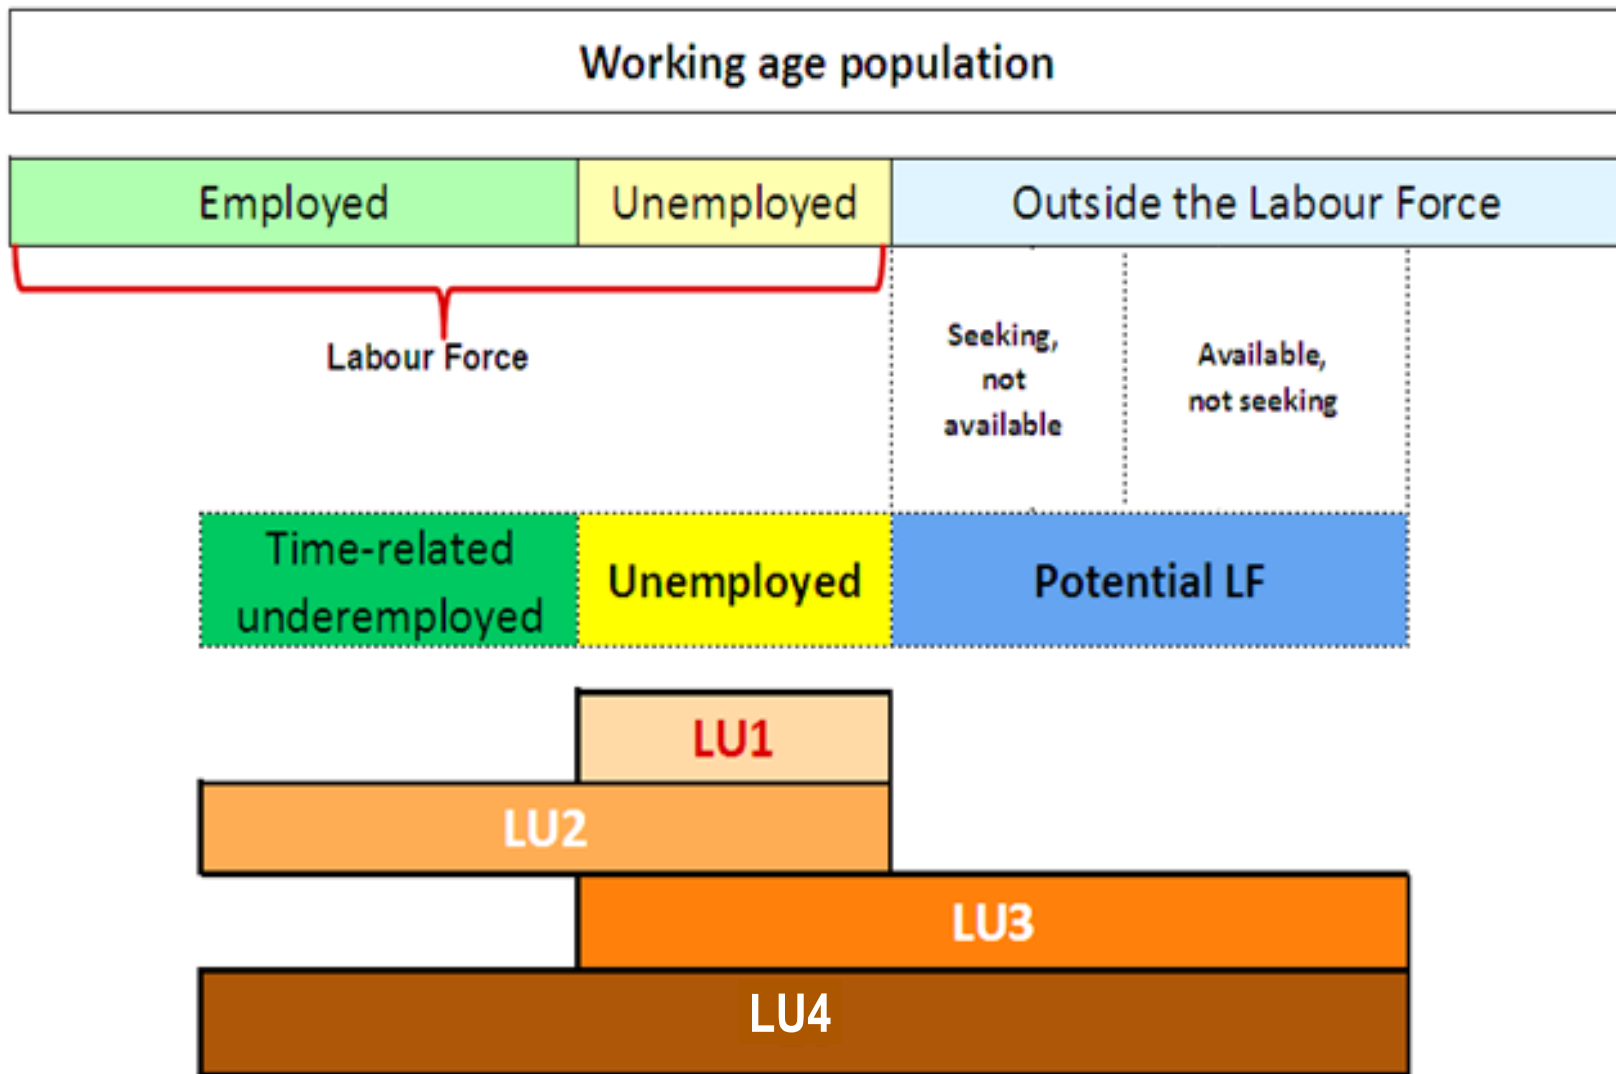 Working age population
Employed
Unemployed
Outside the Labour Force
Labour Force
Seeking,
not
available
Available,
not seeking
Time-related
underemployed
Unemployed
Potential LF
LU1
LU2
LU3
LU4